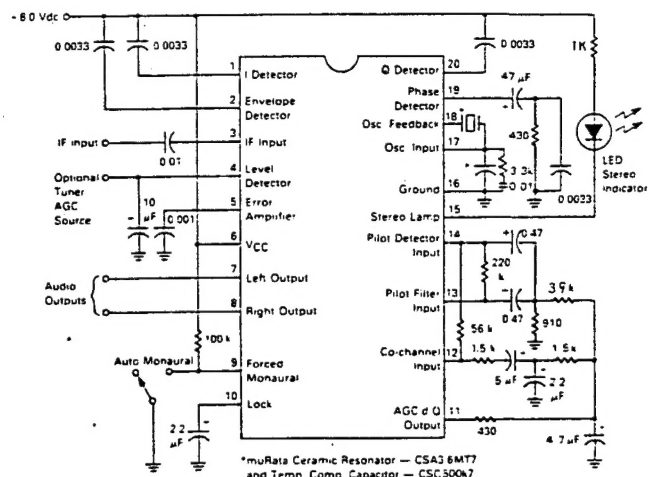 - 8.0 Vdc
0.0033
0.0033
0.0033
1K
1
I Detector
Q Detector
20
2
Envelope
Detector
Phase
Detector
19
47 μF
LED
Stereo
Indicator
IF Input
0.01
3
IF Input
Osc Feedback
18
430
Osc Input
17
3.3k
0.01
0.0033
Optional
Tuner
AGC
Source
10
μF
0.001
4
Level
Detector
Ground
16
5
Error
Amplifier
Stereo Lamp
15
6
VCC
Pilot Detector
Input
14
0.47
220
k
Audio
Outputs
7
Left Output
Pilot Filter
Input
13
0.47
3.9 k
910
8
Right Output
100 k
56k
Auto Monaural
9
Forced
Monaural
Co-channel
Input
12
1.5 k
5 μF
1.5 k
2.2
μF
10
Lock
2.2
μF
AGC d Q
Output
11
430
4.7 μF
*muRata Ceramic Resonator — CSA3.6MT7
and Temp. Comp. Capacitor — CSC500k7